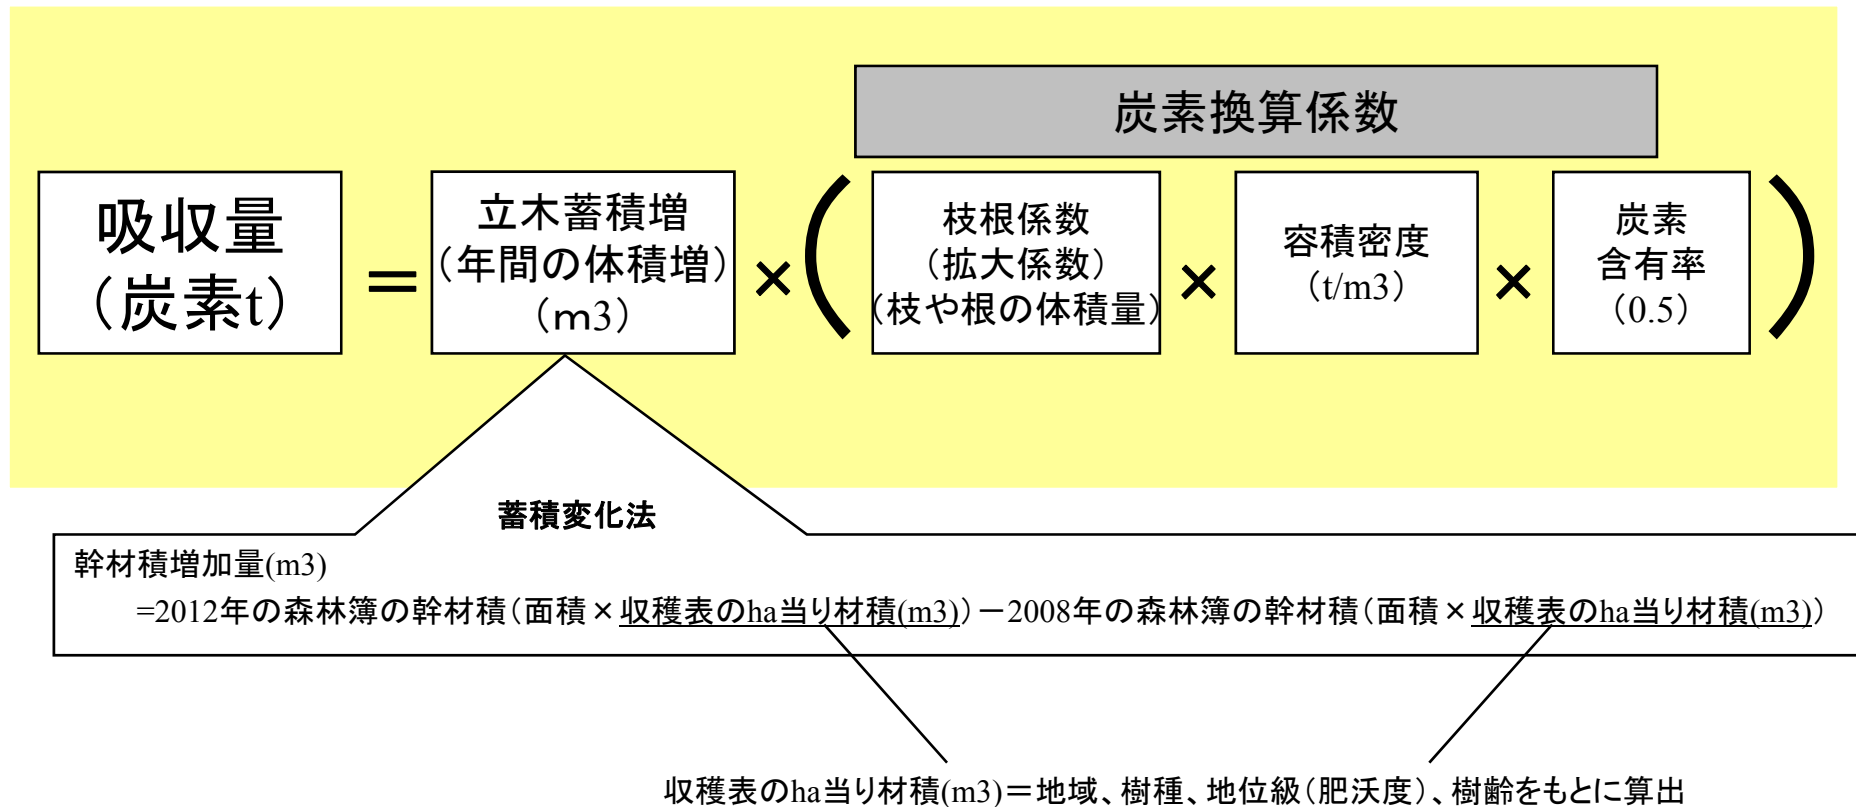 炭素換算係数
吸収量
（炭素t）
＝
立木蓄積増
（年間の体積増）
（ｍ3）
×
（
枝根係数
（拡大係数）
（枝や根の体積量）
×
容積密度
（t/m3）
×
炭素
含有率
（0.5）
）
蓄積変化法
幹材積増加量(m3)
=2012年の森林簿の幹材積（面積×収穫表のha当り材積(m3)）－2008年の森林簿の幹材積（面積×収穫表のha当り材積(m3)）
収穫表のha当り材積(m3)＝地域、樹種、地位級（肥沃度）、樹齢をもとに算出